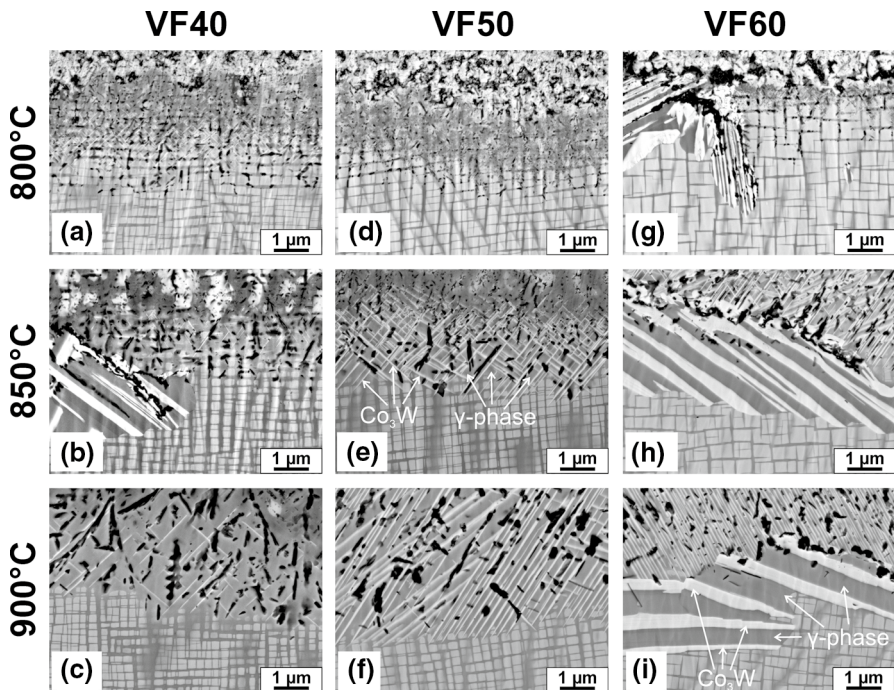 VF40 VF50 VF60
800°C
(a) 1 µm (d) 1 µm (g) 1 µm
850°C
Co₃W γ-phase
(b) 1 µm (e) 1 µm (h) 1 µm
900°C
γ-phase
Co₃W
(c) 1 µm (f) 1 µm (i) 1 µm